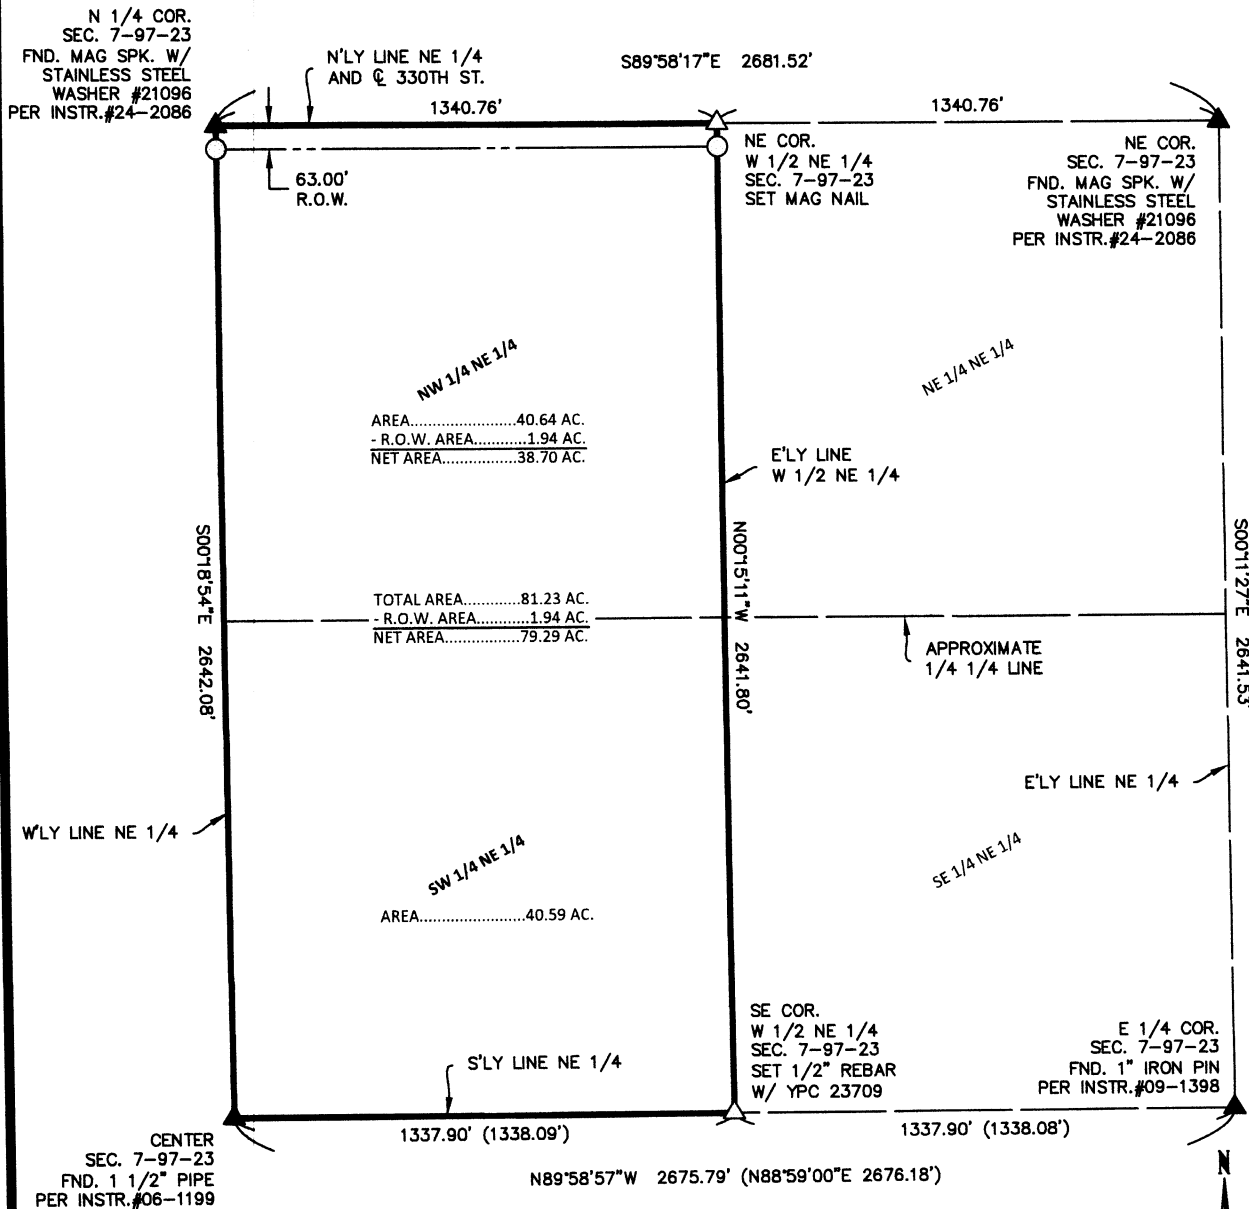 N 1/4 COR.
SEC. 7-97-23
FND. MAG SPK. W/
STAINLESS STEEL
WASHER #21096
PER INSTR.#24-2086
N'LY LINE NE 1/4
AND ℄ 330TH ST.
S89°58'17"E 2681.52'
1340.76'
1340.76'
63.00'
R.O.W.
NE COR.
W 1/2 NE 1/4
SEC. 7-97-23
SET MAG NAIL
NE COR.
SEC. 7-97-23
FND. MAG SPK. W/
STAINLESS STEEL
WASHER #21096
PER INSTR.#24-2086
NW 1/4 NE 1/4
NE 1/4 NE 1/4
AREA.......................40.64 AC.
- R.O.W. AREA...........1.94 AC.
NET AREA................38.70 AC.
E'LY LINE
W 1/2 NE 1/4
S00°18'54"E 2642.08'
N00°15'11"W 2641.80'
S00°11'27"E 2641.53'
TOTAL AREA............81.23 AC.
- R.O.W. AREA...........1.94 AC.
NET AREA................79.29 AC.
APPROXIMATE
1/4 1/4 LINE
E'LY LINE NE 1/4
W'LY LINE NE 1/4
SW 1/4 NE 1/4
SE 1/4 NE 1/4
AREA.......................40.59 AC.
SE COR.
W 1/2 NE 1/4
SEC. 7-97-23
SET 1/2" REBAR
W/ YPC 23709
E 1/4 COR.
SEC. 7-97-23
FND. 1" IRON PIN
PER INSTR.#09-1398
S'LY LINE NE 1/4
1337.90' (1338.09')
1337.90' (1338.08')
CENTER
SEC. 7-97-23
FND. 1 1/2" PIPE
PER INSTR.#06-1199
N89°58'57"W 2675.79' (N88°59'00"E 2676.18')
N